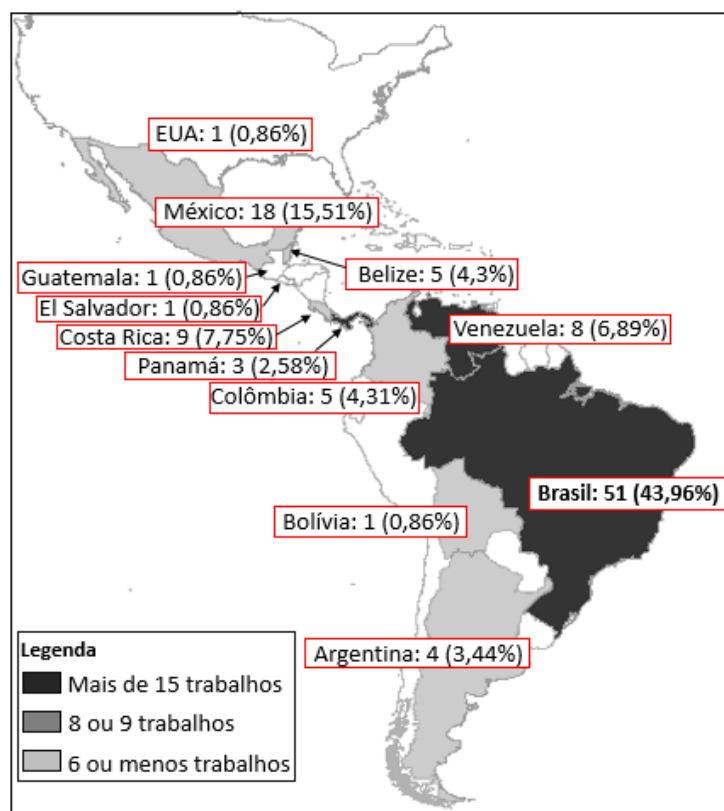 EUA: 1 (0,86%)
México: 18 (15,51%)
Guatemala: 1 (0,86%)
Belize: 5 (4,3%)
El Salvador: 1 (0,86%)
Costa Rica: 9 (7,75%)
Venezuela: 8 (6,89%)
Panamá: 3 (2,58%)
Colômbia: 5 (4,31%)
Brasil: 51 (43,96%)
Bolívia: 1 (0,86%)
Argentina: 4 (3,44%)
Legenda
Mais de 15 trabalhos
8 ou 9 trabalhos
6 ou menos trabalhos